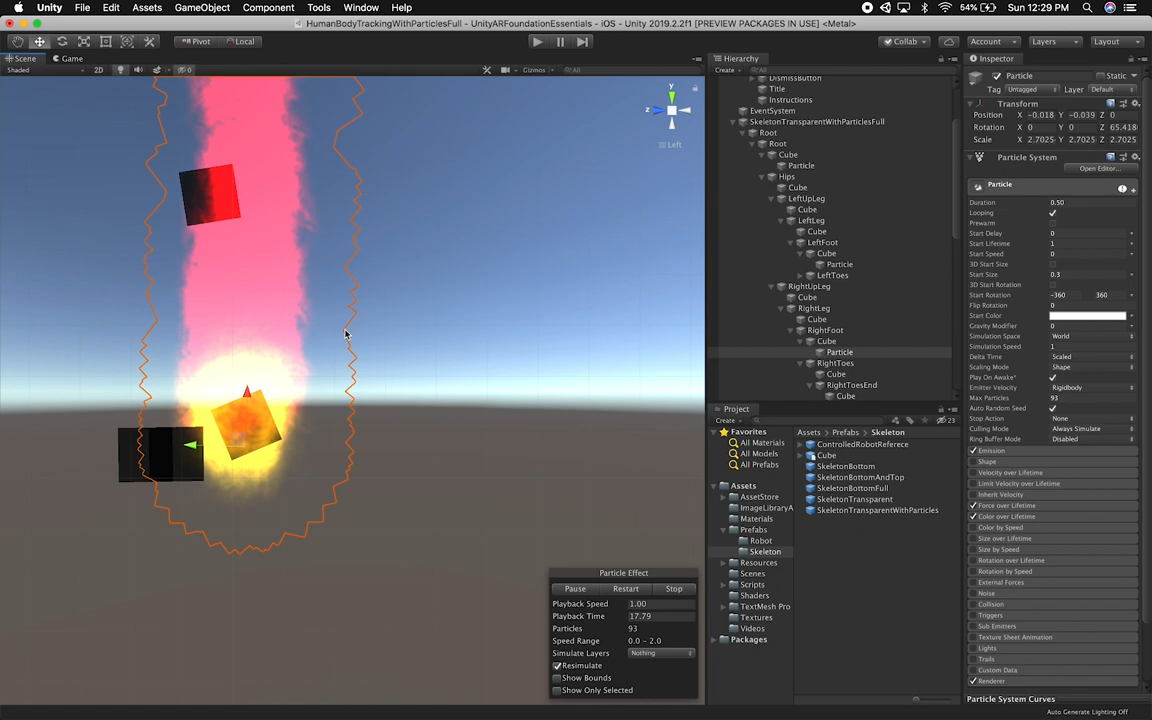 Unity File Edit Assets GameObject Component Tools Window Help 54% Sun 12:29 PM
HumanBodyTrackingWithParticlesFull - UnityARFoundationEssentials - iOS - Unity 2019.2.2f1 [PREVIEW PACKAGES IN USE] <Metal>
Pivot Local Collab Account Layers Layout
Scene Game
Shaded 2D 0 Gizmos All
y
z
Left
Particle Effect
Pause Restart Stop
Playback Speed 1.00
Playback Time 17.79
Particles 93
Speed Range 0.0 - 2.0
Simulate Layers Nothing
Resimulate
Show Bounds
Show Only Selected
Hierarchy
Create All
DismissButton
Title
Instructions
EventSystem
SkeletonTransparentWithParticlesFull
Root
Root
Cube
Particle
Hips
Cube
LeftUpLeg
Cube
LeftLeg
Cube
LeftFoot
Cube
Particle
LeftToes
RightUpLeg
Cube
RightLeg
Cube
RightFoot
Cube
Particle
RightToes
Cube
RightToesEnd
Cube
Project
Create 23
Favorites
All Materials
All Models
All Prefabs
Assets
AssetStore
ImageLibraryA
Materials
Prefabs
Robot
Skeleton
Resources
Scenes
Scripts
Shaders
TextMesh Pro
Textures
Videos
Packages
Assets Prefabs Skeleton
ControlledRobotReferece
Cube
SkeletonBottom
SkeletonBottomAndTop
SkeletonBottomFull
SkeletonTransparent
SkeletonTransparentWithParticles
Inspector
Particle Static
Tag Untagged Layer Default
Transform
Position X -0.018 Y -0.039 Z 0
Rotation X 0 Y 0 Z 65.418
Scale X 2.7025 Y 2.7025 Z 2.7025
Particle System
Open Editor...
Particle
Duration 0.50
Looping
Prewarm
Start Delay 0
Start Lifetime 1
Start Speed 0
3D Start Size
Start Size 0.3
3D Start Rotation
Start Rotation -360 360
Flip Rotation 0
Start Color
Gravity Modifier 0
Simulation Space World
Simulation Speed 1
Delta Time Scaled
Scaling Mode Shape
Play On Awake*
Emitter Velocity Rigidbody
Max Particles 93
Auto Random Seed
Stop Action None
Culling Mode Always Simulate
Ring Buffer Mode Disabled
Emission
Shape
Velocity over Lifetime
Limit Velocity over Lifetime
Inherit Velocity
Force over Lifetime
Color over Lifetime
Color by Speed
Size over Lifetime
Size by Speed
Rotation over Lifetime
Rotation by Speed
External Forces
Noise
Collision
Triggers
Sub Emitters
Texture Sheet Animation
Lights
Trails
Custom Data
Renderer
Particle System Curves
Auto Generate Lighting Off